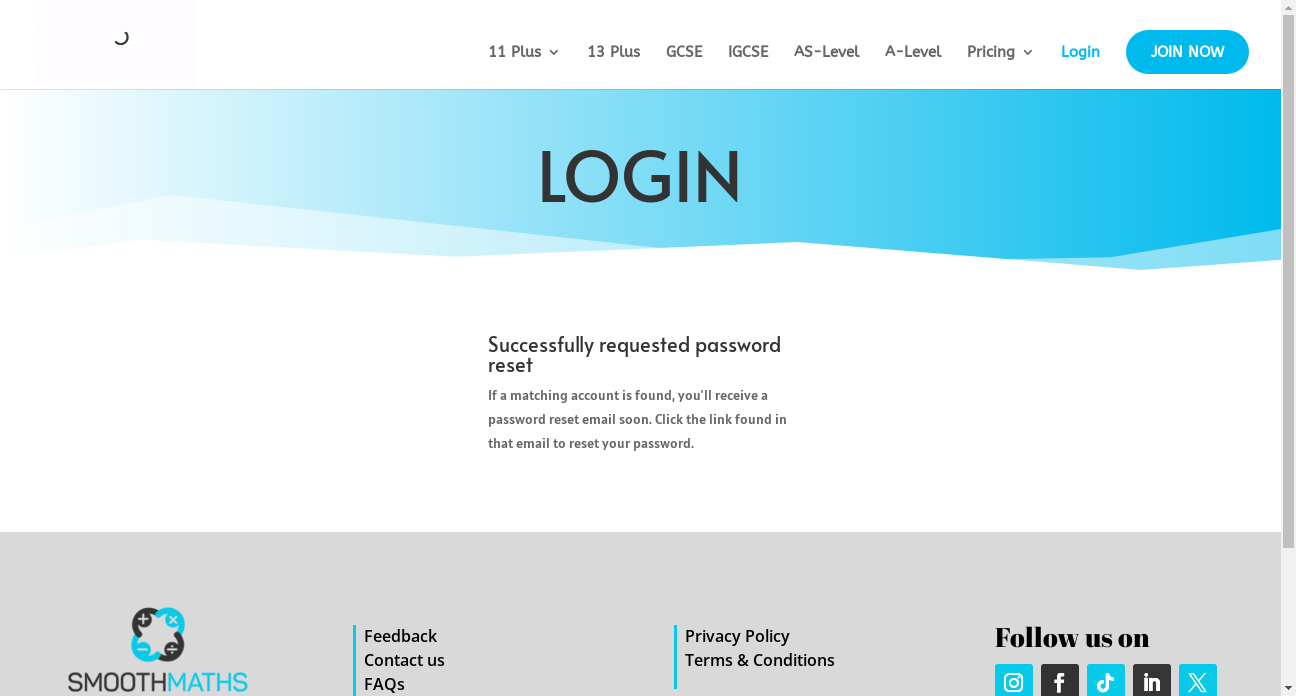 11 Plus 13 Plus GCSE IGCSE AS-Level A-Level Pricing Login JOIN NOW
LOGIN
Successfully requested password
reset
If a matching account is found, you'll receive a
password reset email soon. Click the link found in
that email to reset your password.
SMOOTHMATHS
Feedback
Contact us
FAQs
Privacy Policy
Terms & Conditions
Follow us on